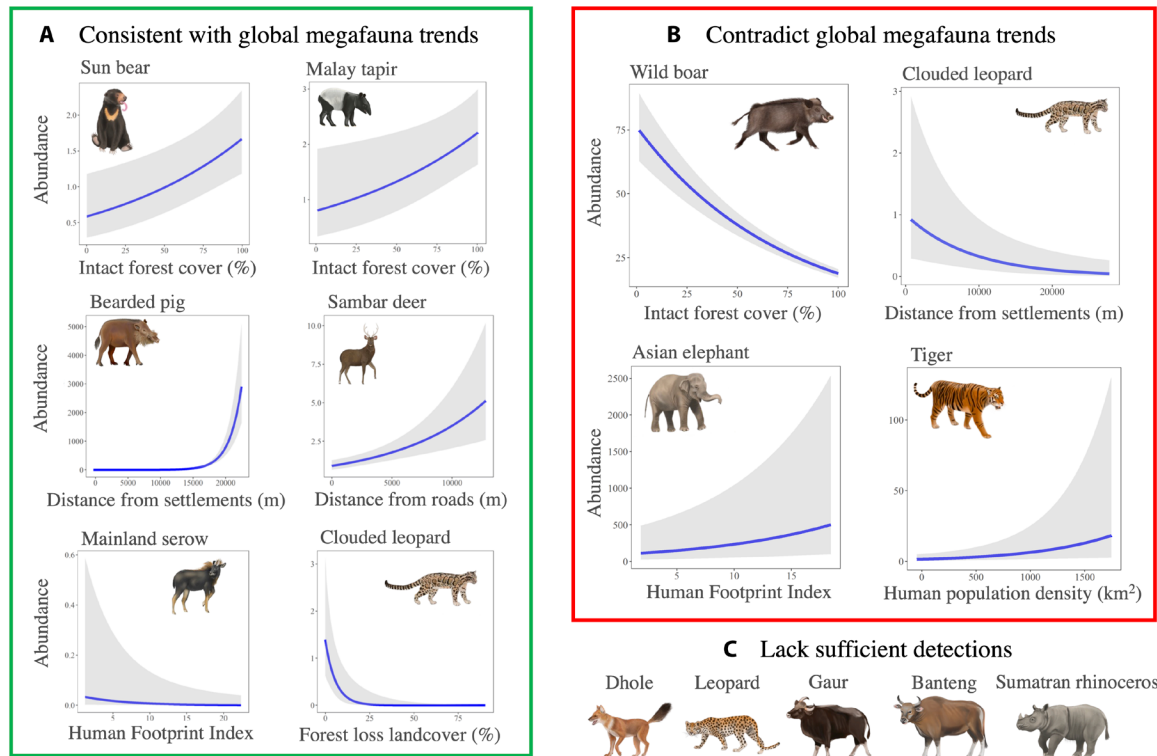 A Consistent with global megafauna trends
Sun bear
Abundance
2.0
1.5
1.0
0.5
0 25 50 75 100
Intact forest cover (%)
Malay tapir
3
2
1
0 25 50 75 100
Intact forest cover (%)
Bearded pig
Abundance
5000
4000
3000
2000
1000
0
0 5000 10000 15000 20000
Distance from settlements (m)
Sambar deer
10.0
7.5
5.0
2.5
0 5000 10000
Distance from roads (m)
Mainland serow
Abundance
0.6
0.4
0.2
0.0
5 10 15 20
Human Footprint Index
Clouded leopard
3
2
1
0
0 25 50 75
Forest loss landcover (%)
B Contradict global megafauna trends
Wild boar
Abundance
75
50
25
0 25 50 75 100
Intact forest cover (%)
Clouded leopard
3
2
1
0
0 10000 20000
Distance from settlements (m)
Asian elephant
Abundance
2500
2000
1500
1000
500
0
5 10 15
Human Footprint Index
Tiger
100
50
0
0 500 1000 1500
Human population density (km²)
C Lack sufficient detections
Dhole Leopard Gaur Banteng Sumatran rhinoceros